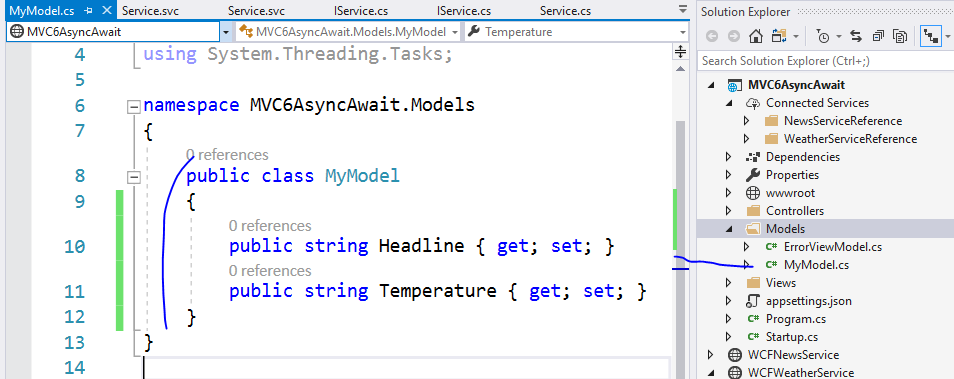 MyModel.cs
Service.svc
Service.svc
IService.cs
IService.cs
Service.cs
MVC6AsyncAwait
MVC6AsyncAwait.Models.MyModel
Temperature
4 using System.Threading.Tasks;
5
6 namespace MVC6AsyncAwait.Models
7 {
0 references
8 public class MyModel
9 {
0 references
10 public string Headline { get; set; }
0 references
11 public string Temperature { get; set; }
12 }
13 }
14
Solution Explorer
Search Solution Explorer (Ctrl+;)
MVC6AsyncAwait
Connected Services
NewsServiceReference
WeatherServiceReference
Dependencies
Properties
wwwroot
Controllers
Models
ErrorViewModel.cs
MyModel.cs
Views
appsettings.json
Program.cs
Startup.cs
WCFNewsService
WCFWeatherService